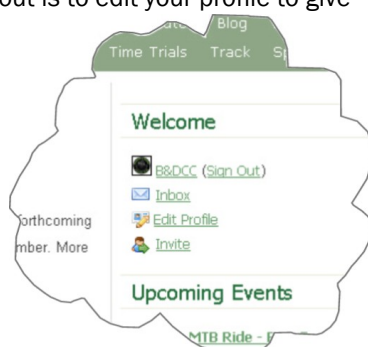 out is to edit your profile to give
Blog
Time Trials Track
Welcome
B&DCC (Sign Out)
Inbox
forthcoming
Edit Profile
mber. More
Invite
Upcoming Events
MTB Ride -